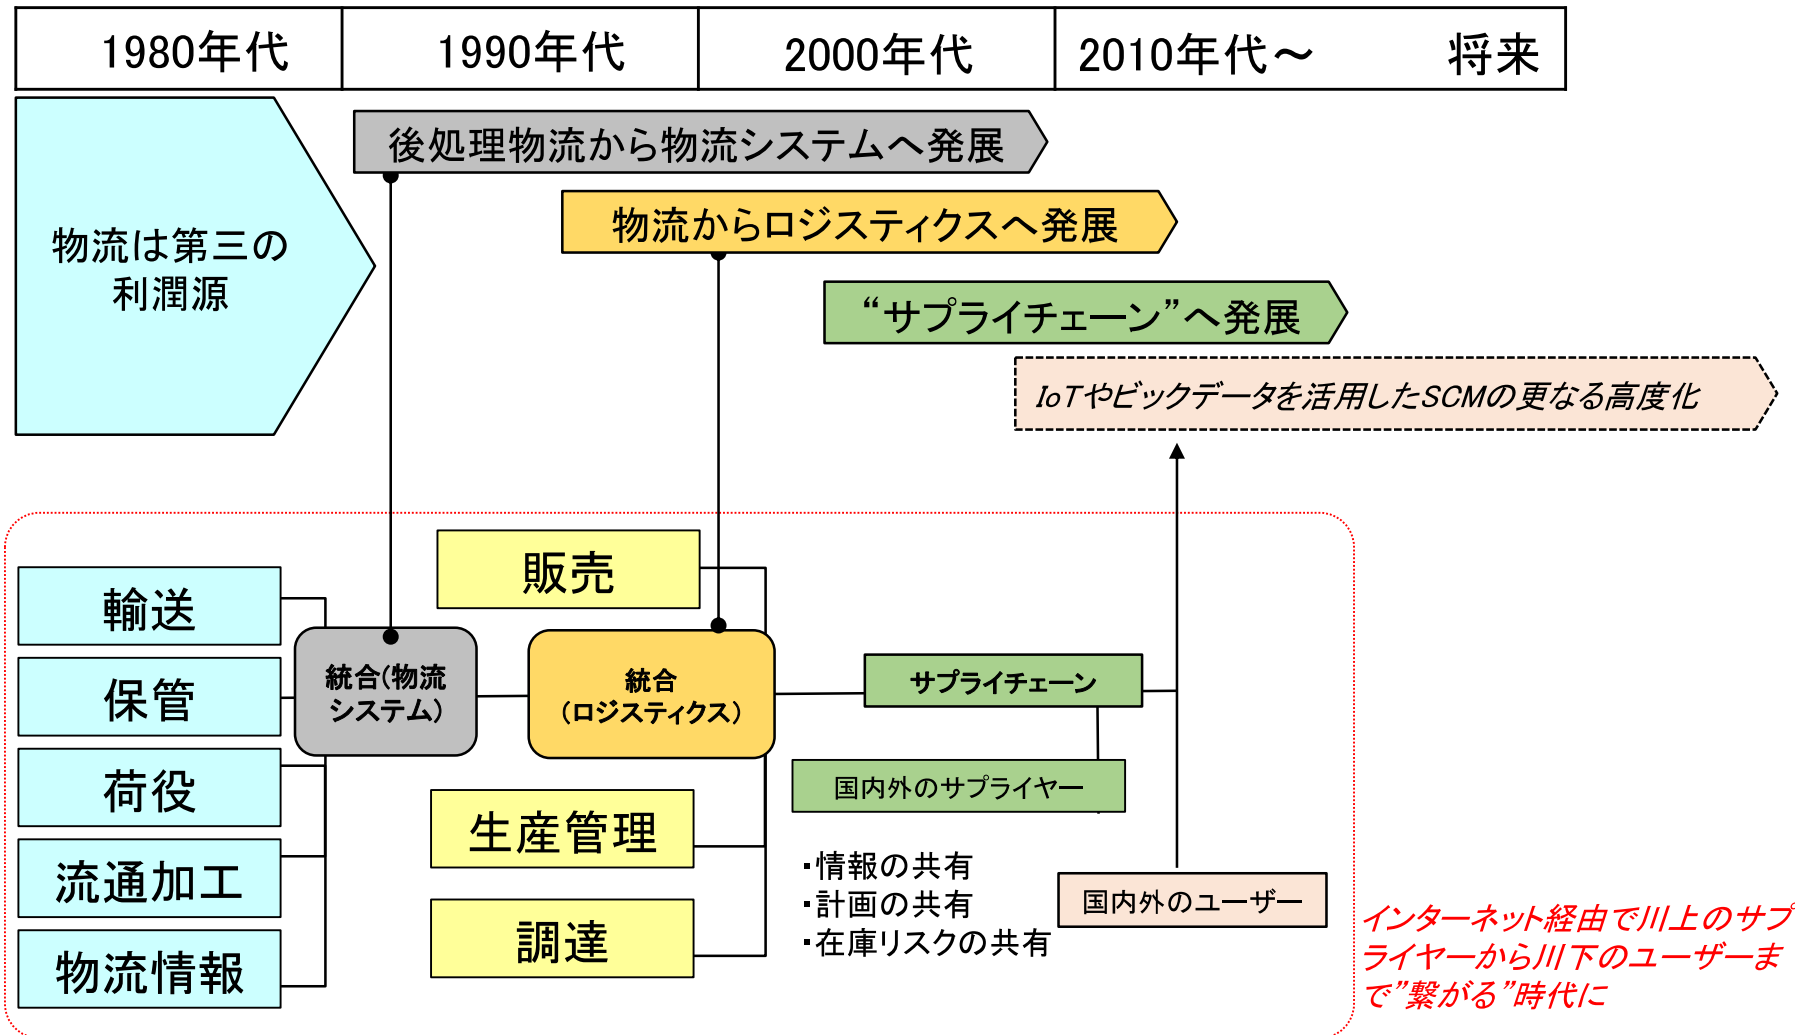 1980年代
1990年代
2000年代
2010年代～　将来
物流は第三の
利潤源
後処理物流から物流システムへ発展
物流からロジスティクスへ発展
“サプライチェーン”へ発展
IoTやビックデータを活用したSCMの更なる高度化
輸送
保管
荷役
流通加工
物流情報
統合(物流
システム)
販売
統合
(ロジスティクス)
生産管理
調達
サプライチェーン
国内外のサプライヤー
・情報の共有
・計画の共有
・在庫リスクの共有
国内外のユーザー
インターネット経由で川上のサプ
ライヤーから川下のユーザーま
で”繋がる”時代に